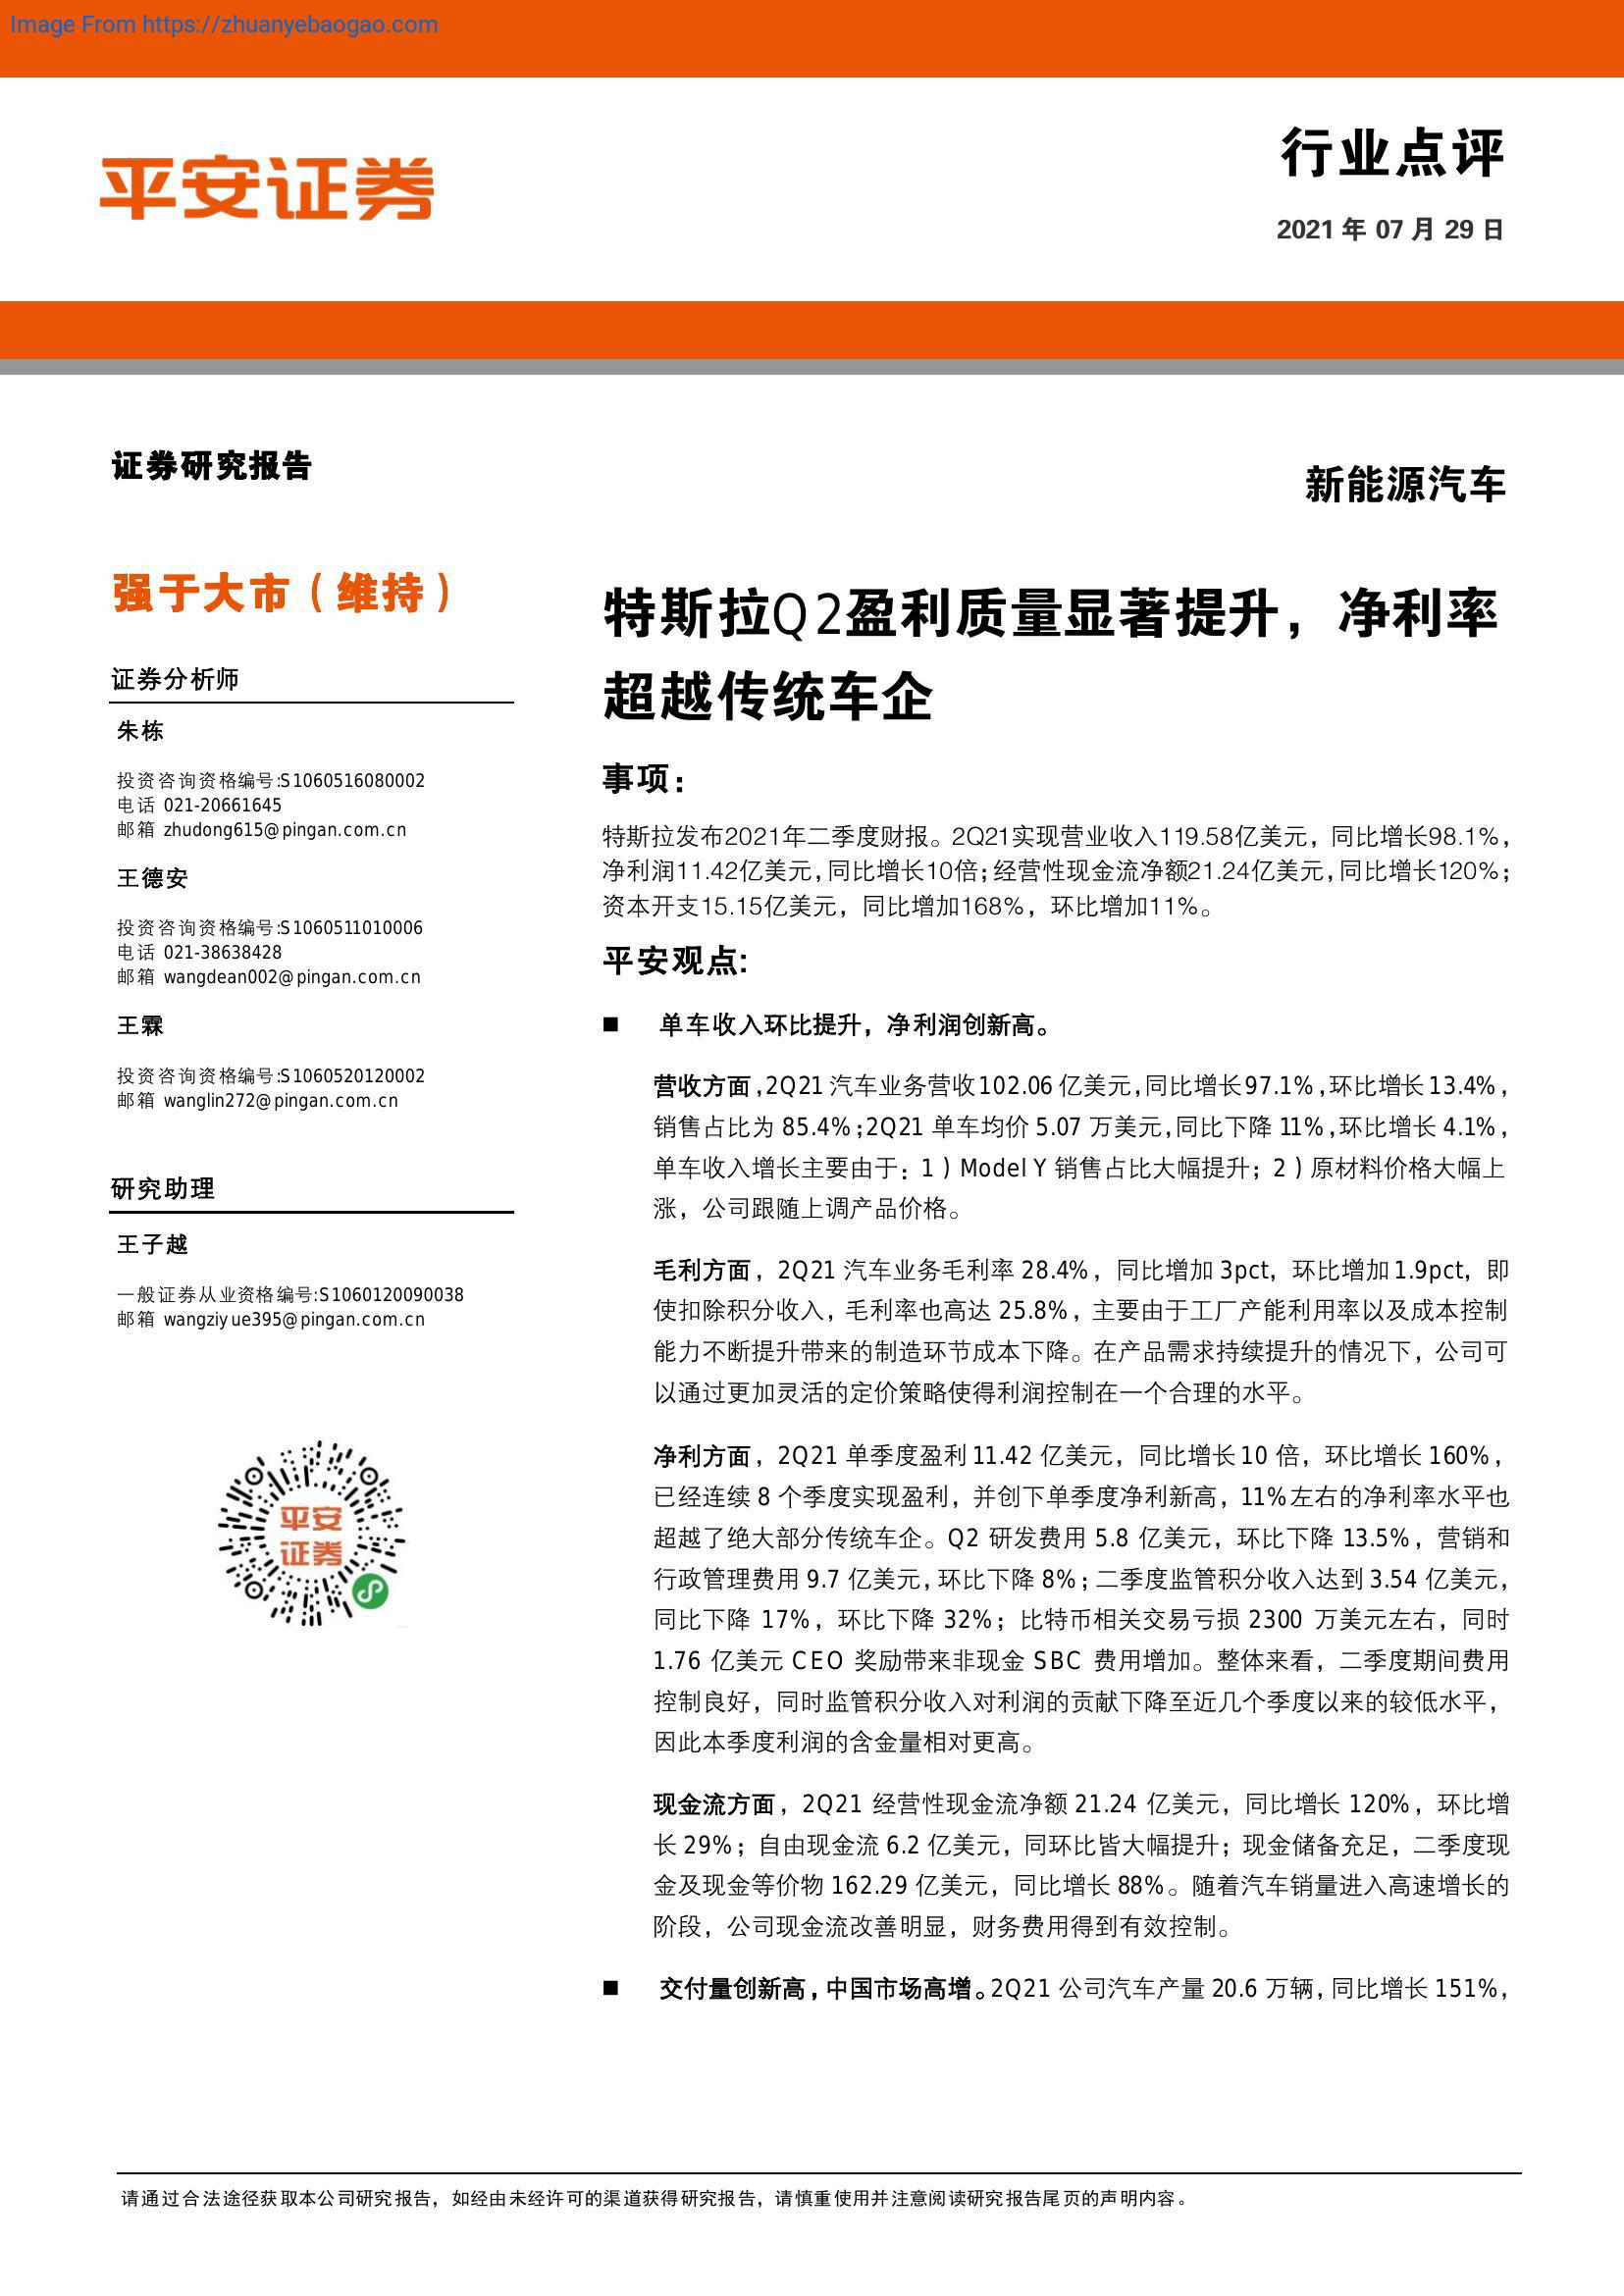 Image From https://zhuanyebaogao.com
平安证券
行业点评
2021 年 07 月 29 日
证券研究报告
新能源汽车
强于大市（维持）
证券分析师
朱栋
投资咨询资格编号:S1060516080002
电话 021-20661645
邮箱 zhudong615@pingan.com.cn
王德安
投资咨询资格编号:S1060511010006
电话 021-38638428
邮箱 wangdean002@pingan.com.cn
王霖
投资咨询资格编号:S1060520120002
邮箱 wanglin272@pingan.com.cn
研究助理
王子越
一般证券从业资格编号:S1060120090038
邮箱 wangziyue395@pingan.com.cn
平安
证券
特斯拉Q2盈利质量显著提升，净利率
超越传统车企
事项：
特斯拉发布2021年二季度财报。2Q21实现营业收入119.58亿美元，同比增长98.1%，
净利润11.42亿美元，同比增长10倍；经营性现金流净额21.24亿美元，同比增长120%；
资本开支15.15亿美元，同比增加168%，环比增加11%。
平安观点:
■ 单车收入环比提升，净利润创新高。
营收方面，2Q21 汽车业务营收 102.06 亿美元，同比增长 97.1%，环比增长 13.4%，
销售占比为 85.4%；2Q21 单车均价 5.07 万美元，同比下降 11%，环比增长 4.1%，
单车收入增长主要由于：1）Model Y 销售占比大幅提升；2）原材料价格大幅上
涨，公司跟随上调产品价格。
毛利方面，2Q21 汽车业务毛利率 28.4%，同比增加 3pct，环比增加 1.9pct，即
使扣除积分收入，毛利率也高达 25.8%，主要由于工厂产能利用率以及成本控制
能力不断提升带来的制造环节成本下降。在产品需求持续提升的情况下，公司可
以通过更加灵活的定价策略使得利润控制在一个合理的水平。
净利方面，2Q21 单季度盈利 11.42 亿美元，同比增长 10 倍，环比增长 160%，
已经连续 8 个季度实现盈利，并创下单季度净利新高，11%左右的净利率水平也
超越了绝大部分传统车企。Q2 研发费用 5.8 亿美元，环比下降 13.5%，营销和
行政管理费用 9.7 亿美元，环比下降 8%；二季度监管积分收入达到 3.54 亿美元，
同比下降 17%，环比下降 32%；比特币相关交易亏损 2300 万美元左右，同时
1.76 亿美元 CEO 奖励带来非现金 SBC 费用增加。整体来看，二季度期间费用
控制良好，同时监管积分收入对利润的贡献下降至近几个季度以来的较低水平，
因此本季度利润的含金量相对更高。
现金流方面，2Q21 经营性现金流净额 21.24 亿美元，同比增长 120%，环比增
长 29%；自由现金流 6.2 亿美元，同环比皆大幅提升；现金储备充足，二季度现
金及现金等价物 162.29 亿美元，同比增长 88%。随着汽车销量进入高速增长的
阶段，公司现金流改善明显，财务费用得到有效控制。
■ 交付量创新高，中国市场高增。2Q21 公司汽车产量 20.6 万辆，同比增长 151%，
请通过合法途径获取本公司研究报告，如经由未经许可的渠道获得研究报告，请慎重使用并注意阅读研究报告尾页的声明内容。